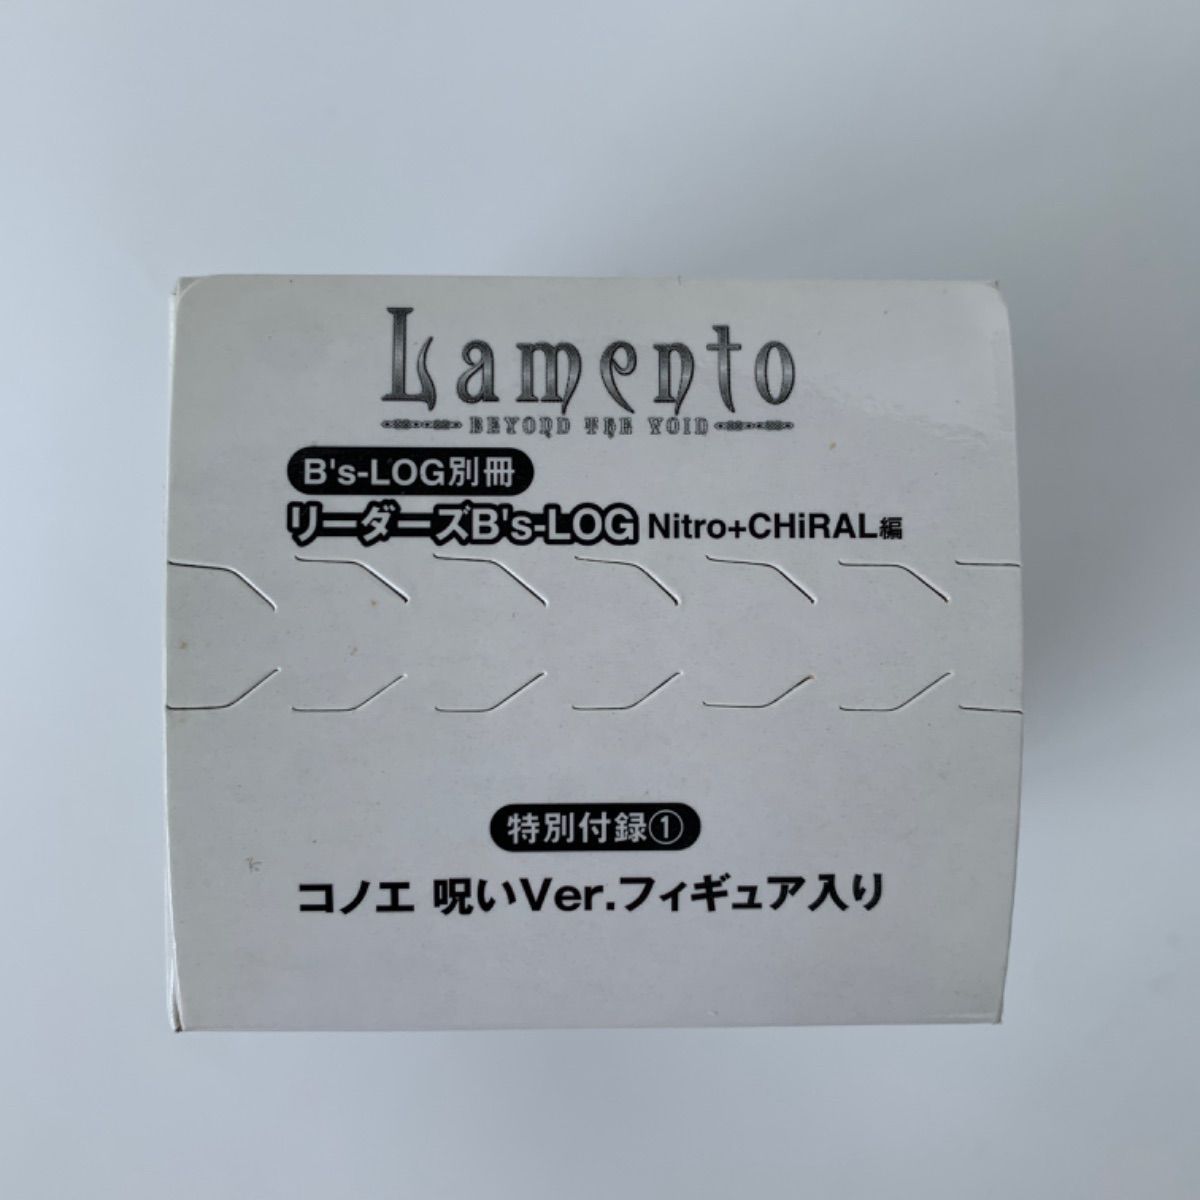 Lamento
BEYOND THE VOID
B's-LOG別冊
リーダーズB's-LOG Nitro+CHiRAL編
特別付録①
コノエ 呪いVer.フィギュア入り